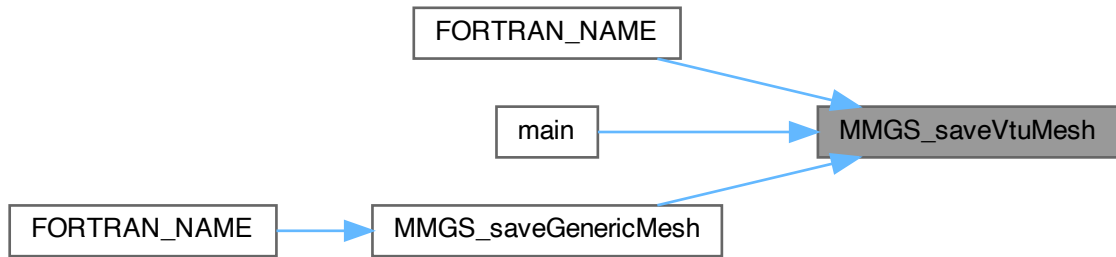 FORTRAN_NAME
main
MMGS_saveVtuMesh
FORTRAN_NAME
MMGS_saveGenericMesh